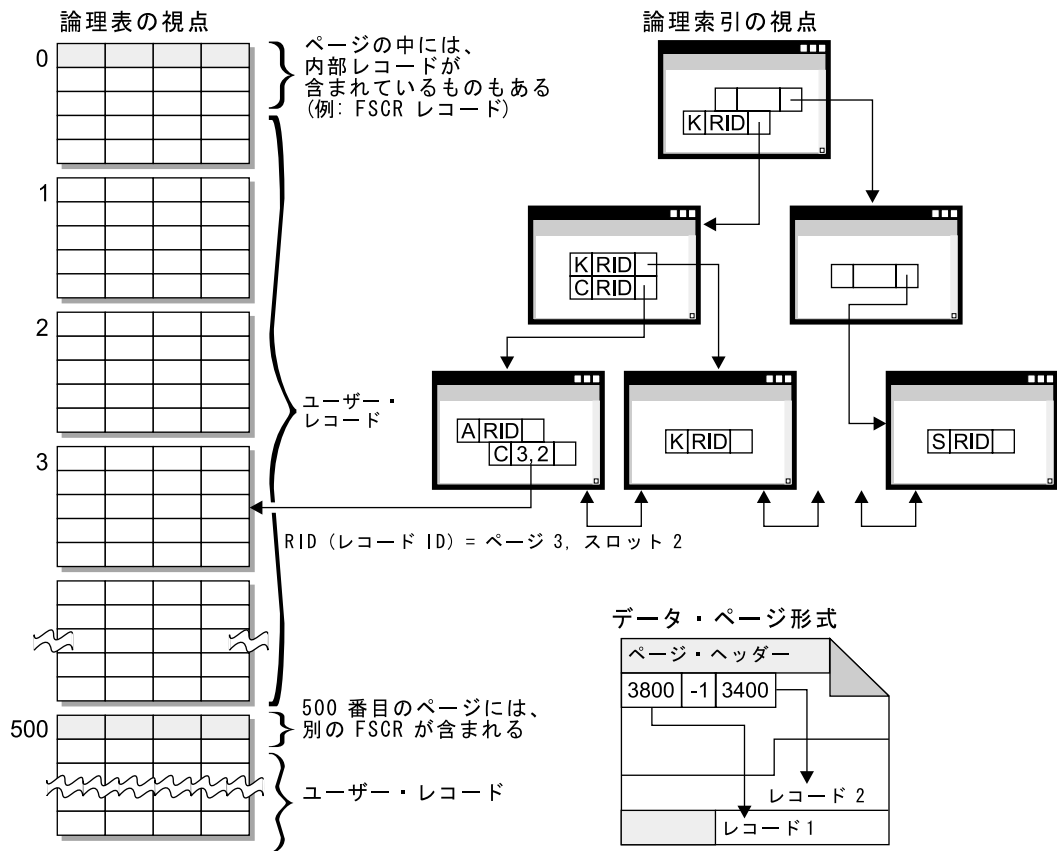 論理表の視点
0
ページの中には、
内部レコードが
含まれているものもある
(例: FSCR レコード)
1
2
ユーザー・
レコード
3
500 番目のページには、
別の FSCR が含まれる
500
ユーザー・レコード
論理索引の視点
K RID
K RID
C RID
A RID
C 3,2
K RID
S RID
RID (レコード ID) = ページ 3, スロット 2
データ・ページ形式
ページ・ヘッダー
3800 -1 3400
レコード 2
レコード 1